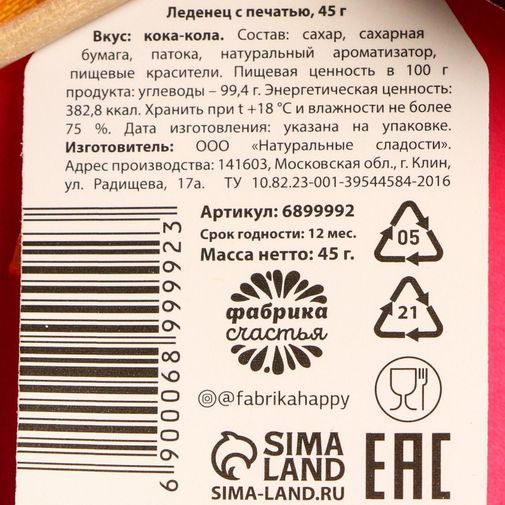 Леденец с печатью, 45 г
Вкус: кока-кола. Состав: сахар, сахарная
бумага, патока, натуральный ароматизатор,
пищевые красители. Пищевая ценность в 100 г
продукта: углеводы – 99,4 г. Энергетическая ценность:
382,8 ккал. Хранить при t +18 °С и влажности не более
75 %. Дата изготовления: указана на упаковке.
Изготовитель: ООО «Натуральные сладости».
Адрес производства: 141603, Московская обл., г. Клин,
ул. Радищева, 17а. ТУ 10.82.23-001-39544584-2016
Артикул: 6899992
Срок годности: 12 мес.
Масса нетто: 45 г.
05
21
фабрика
счастья
@fabrikahappy
SIMA
LAND
SIMA-LAND.RU
EAC
6900068999923